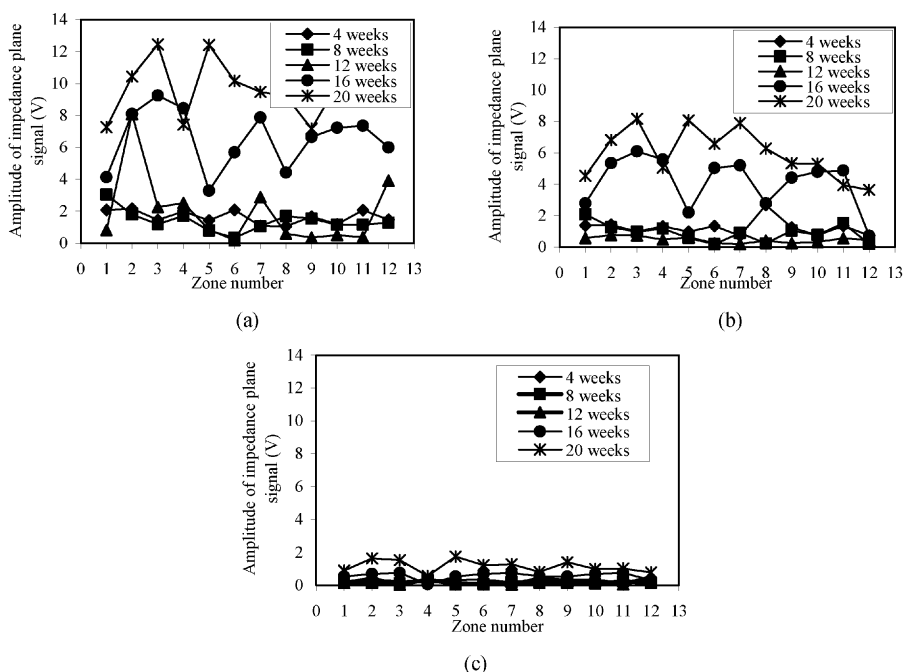 14
12
10
8
6
4
2
0
Amplitude of impedance plane
signal (V)
4 weeks
8 weeks
12 weeks
16 weeks
20 weeks
0 1 2 3 4 5 6 7 8 9 10 11 12 13
Zone number
(a)
14
12
10
8
6
4
2
0
Amplitude of impedance plane
signal (V)
4 weeks
8 weeks
12 weeks
16 weeks
20 weeks
0 1 2 3 4 5 6 7 8 9 10 11 12 13
Zone number
(b)
14
12
10
8
6
4
2
0
Amplitude of impedance plane
signal (V)
4 weeks
8 weeks
12 weeks
16 weeks
20 weeks
0 1 2 3 4 5 6 7 8 9 10 11 12 13
Zone number
(c)